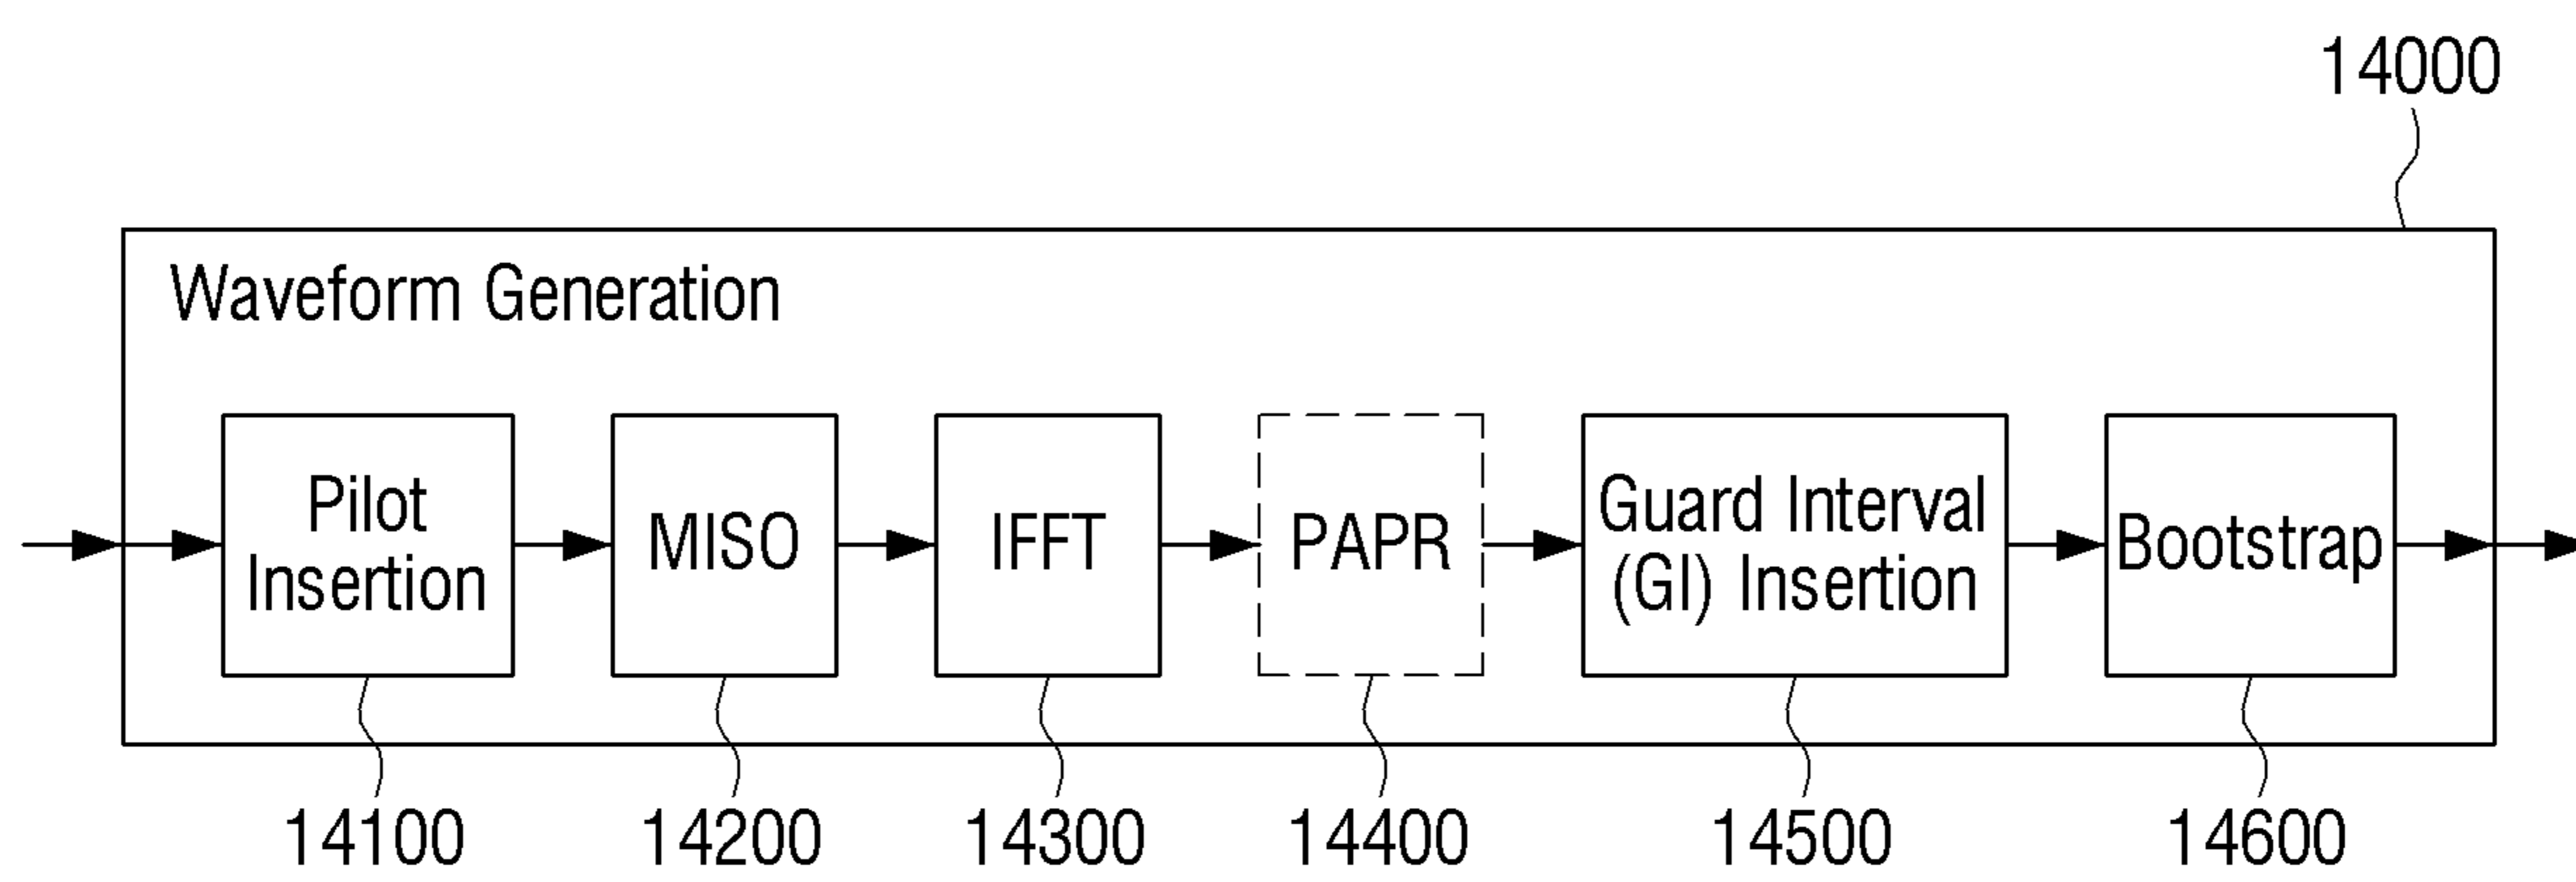 14000
Waveform Generation
Pilot
Insertion
MISO
IFFT
PAPR
Guard Interval
(GI) Insertion
Bootstrap
14100
14200
14300
14400
14500
14600